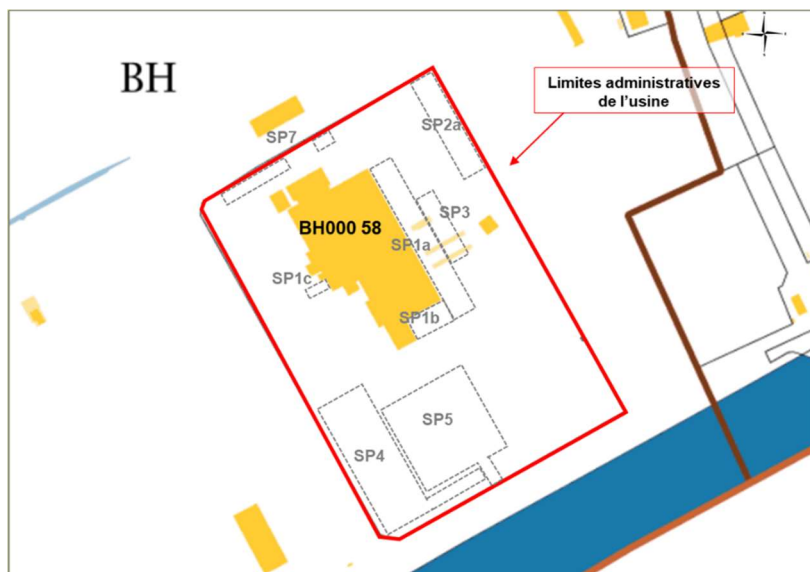 BH
Limites administratives
de l'usine
SP2a
SP7
SP3
BH000 58
SP1a
SP1c
SP1b
SP5
SP4